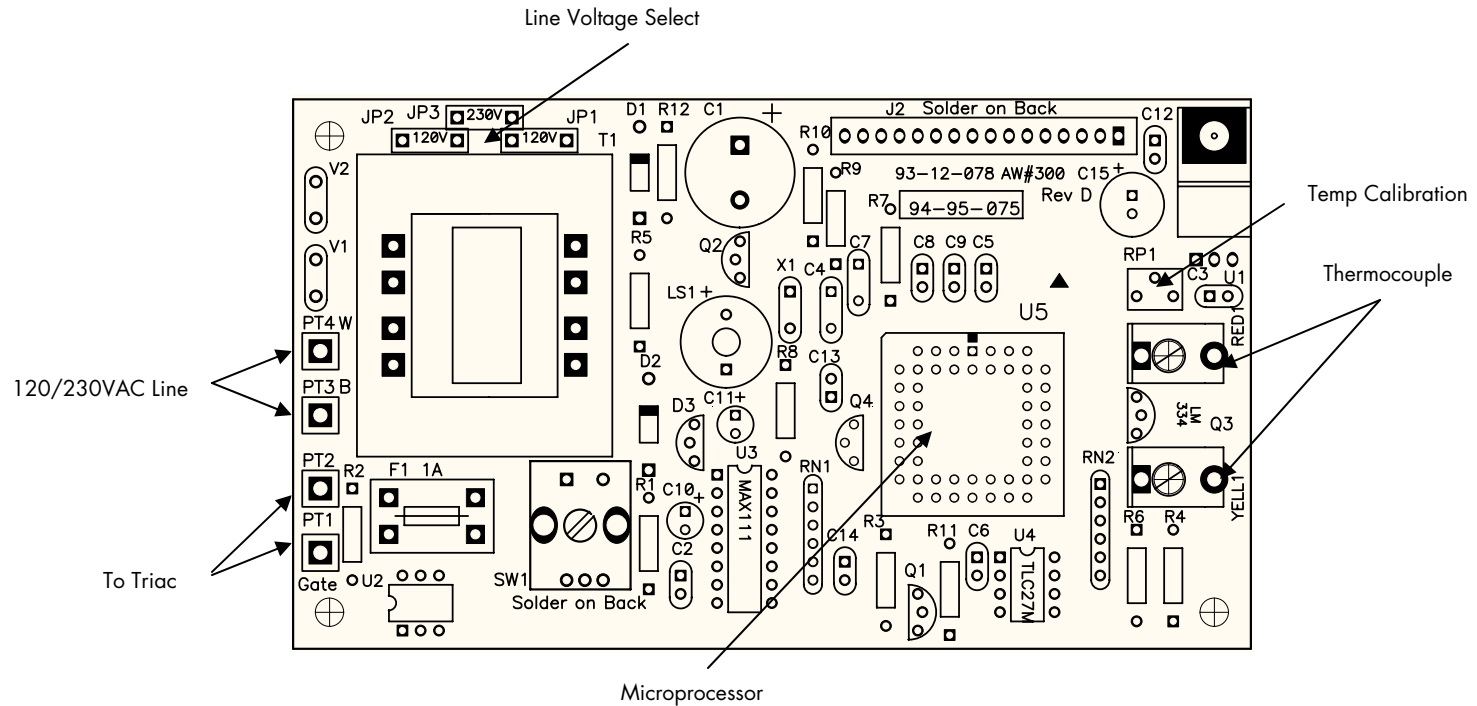 Line Voltage Select
JP2 JP3 230V JP1
120V 120V T1
D1 R12 C1
J2 Solder on Back
C12
R10
R9
93-12-078 AW#300 C15
Rev D
R7
94-95-075
Temp Calibration
V2
V1
R5
Q2
X1 C4 C7
C8 C9 C5
RP1
C3 U1
Thermocouple
LS1
U5
RED1
PT4 W
120/230VAC Line
PT3 B
D2
R8
C13
C11
D3
Q4
LM
334
Q3
U3
MAX111
RN1
RN2
YELL1
PT2
R2
F1 1A
R1
C10
PT1
To Triac
Gate
U2
SW1
Solder on Back
C2
C14
R3
R11 C6 U4
TLC27M
Q1
R6 R4
Microprocessor